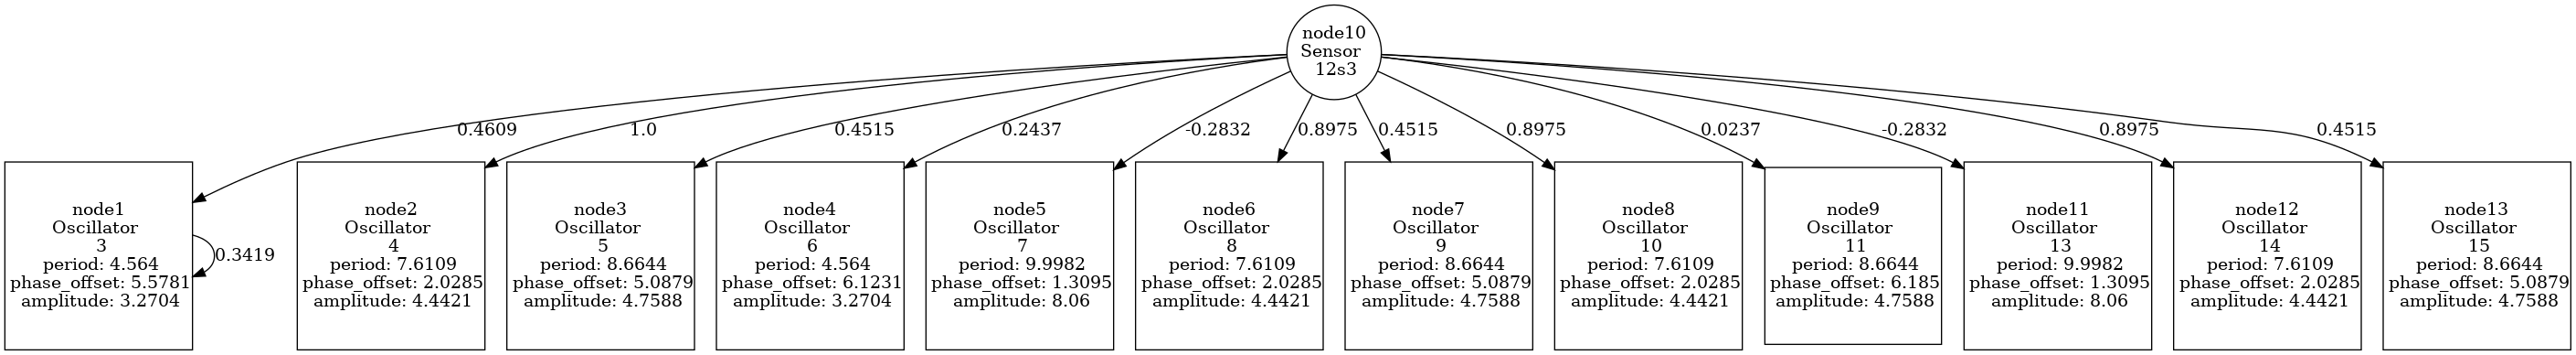 node10
Sensor
12s3
0.4609
1.0
0.4515
0.2437
-0.2832
0.8975
0.4515
0.8975
0.0237
-0.2832
0.8975
0.4515
node1
Oscillator
3
period: 4.564
phase_offset: 5.5781
amplitude: 3.2704
0.3419
node2
Oscillator
4
period: 7.6109
phase_offset: 2.0285
amplitude: 4.4421
node3
Oscillator
5
period: 8.6644
phase_offset: 5.0879
amplitude: 4.7588
node4
Oscillator
6
period: 4.564
phase_offset: 6.1231
amplitude: 3.2704
node5
Oscillator
7
period: 9.9982
phase_offset: 1.3095
amplitude: 8.06
node6
Oscillator
8
period: 7.6109
phase_offset: 2.0285
amplitude: 4.4421
node7
Oscillator
9
period: 8.6644
phase_offset: 5.0879
amplitude: 4.7588
node8
Oscillator
10
period: 7.6109
phase_offset: 2.0285
amplitude: 4.4421
node9
Oscillator
11
period: 8.6644
phase_offset: 6.185
amplitude: 4.7588
node11
Oscillator
13
period: 9.9982
phase_offset: 1.3095
amplitude: 8.06
node12
Oscillator
14
period: 7.6109
phase_offset: 2.0285
amplitude: 4.4421
node13
Oscillator
15
period: 8.6644
phase_offset: 5.0879
amplitude: 4.7588